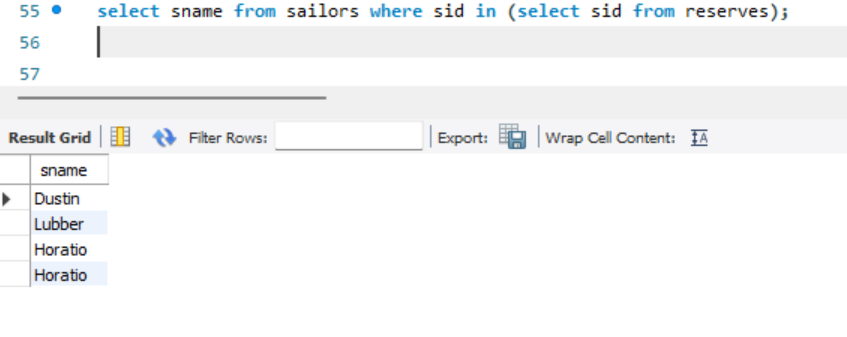 55 select sname from sailors where sid in (select sid from reserves);
56
57
Result Grid Filter Rows: Export: Wrap Cell Content: IA
sname
Dustin
Lubber
Horatio
Horatio